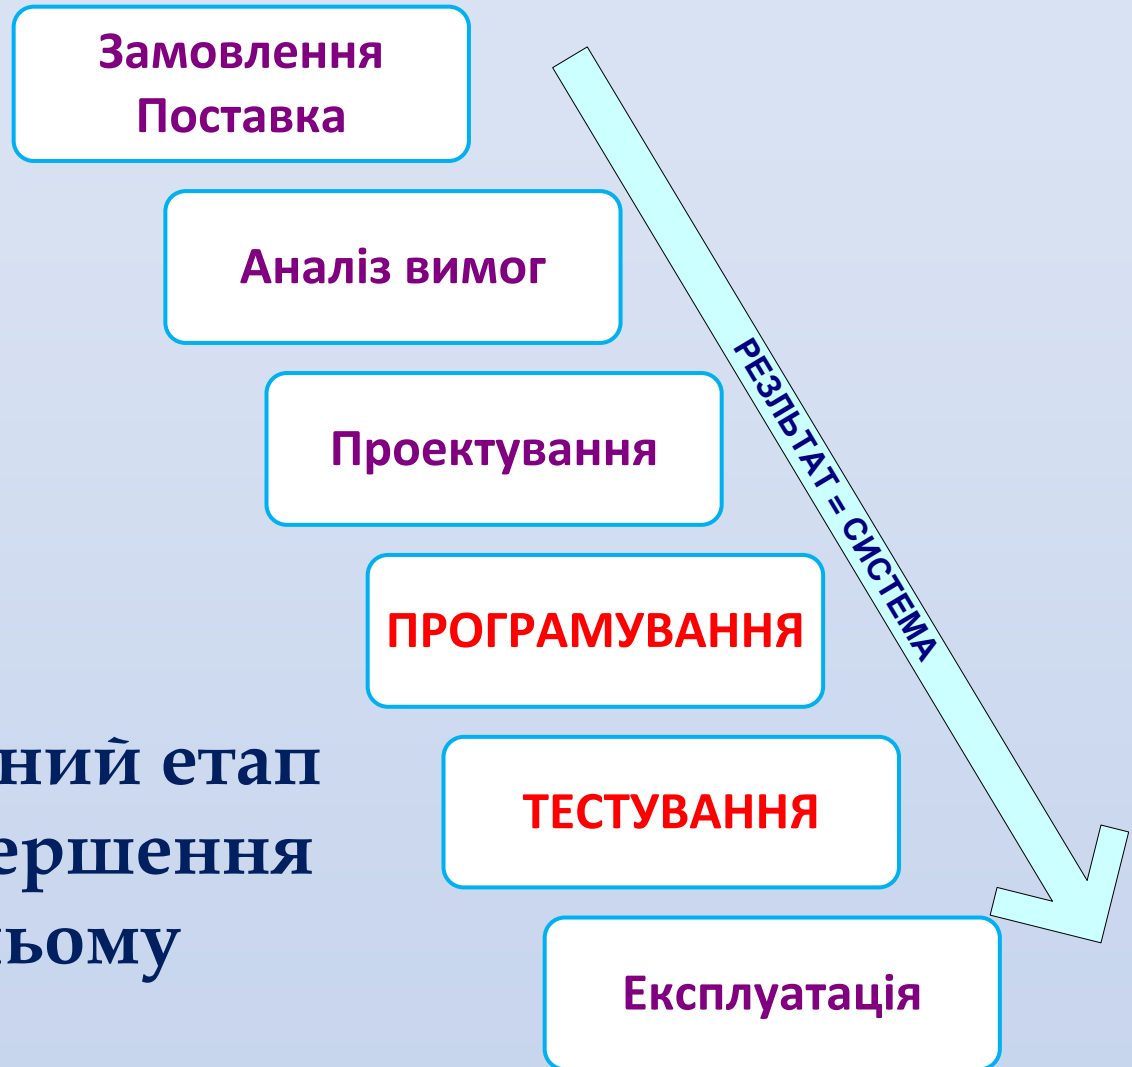 Замовлення
Поставка
Аналіз вимог
Проектування
РЕЗЛЬТАТ = СИСТЕМА
ПРОГРАМУВАННЯ
ний етап
ершення
ьому
ТЕСТУВАННЯ
Експлуатація